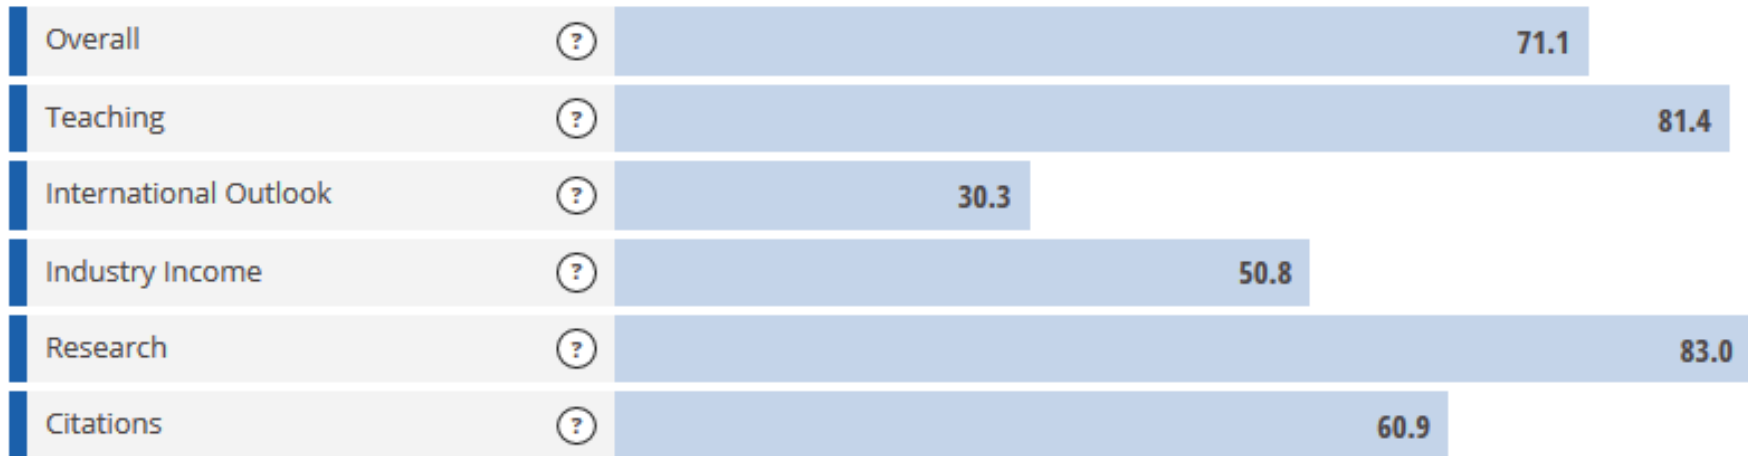 Overall ? 71.1
Teaching ? 81.4
International Outlook ? 30.3
Industry Income ? 50.8
Research ? 83.0
Citations ? 60.9